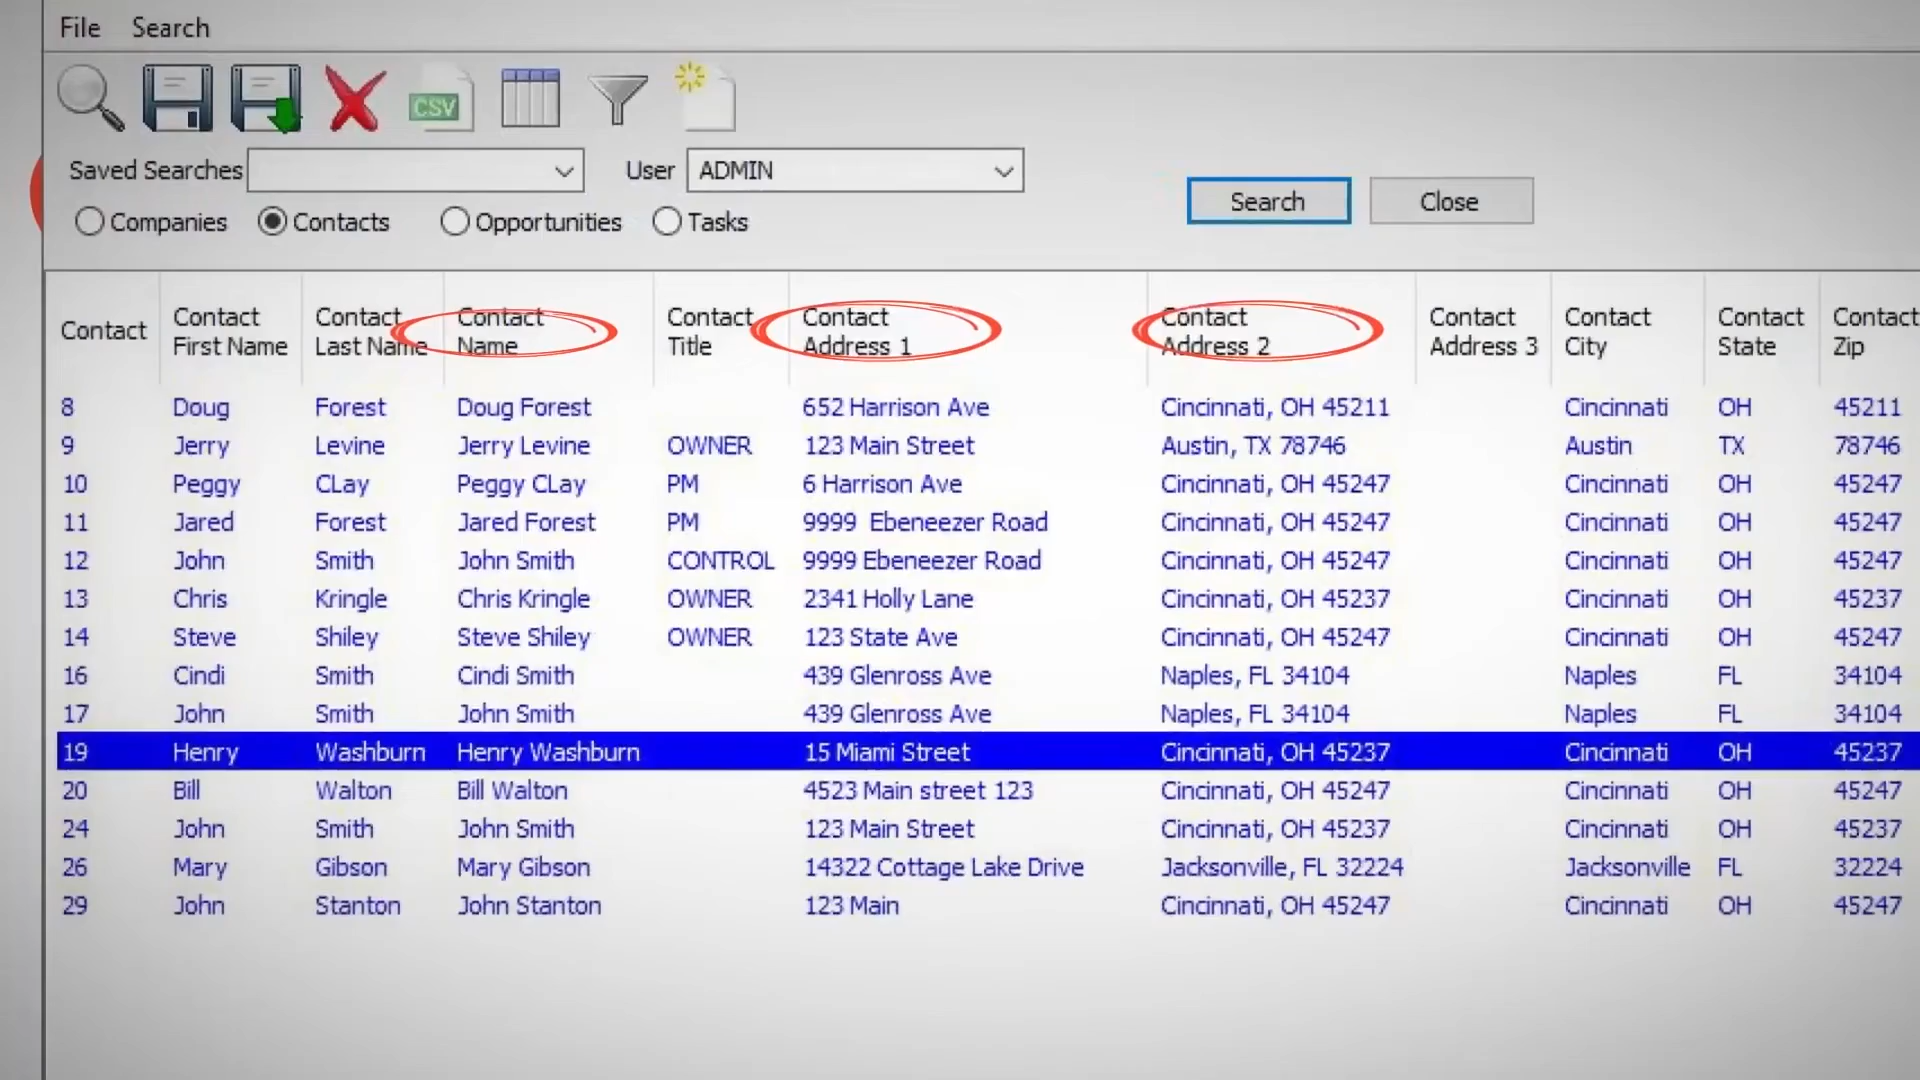 File Search
CSV
Saved Searches User ADMIN
Search Close
Companies Contacts Opportunities Tasks
Contact Contact First Name Contact Last Name Contact Name Contact Title Contact Address 1 Contact Address 2 Contact Address 3 Contact City Contact State Contact Zip
8 Doug Forest Doug Forest 652 Harrison Ave Cincinnati, OH 45211 Cincinnati OH 45211
9 Jerry Levine Jerry Levine OWNER 123 Main Street Austin, TX 78746 Austin TX 78746
10 Peggy CLay Peggy CLay PM 6 Harrison Ave Cincinnati, OH 45247 Cincinnati OH 45247
11 Jared Forest Jared Forest PM 9999 Ebeneezer Road Cincinnati, OH 45247 Cincinnati OH 45247
12 John Smith John Smith CONTROL 9999 Ebeneezer Road Cincinnati, OH 45247 Cincinnati OH 45247
13 Chris Kringle Chris Kringle OWNER 2341 Holly Lane Cincinnati, OH 45237 Cincinnati OH 45237
14 Steve Shiley Steve Shiley OWNER 123 State Ave Cincinnati, OH 45247 Cincinnati OH 45247
16 Cindi Smith Cindi Smith 439 Glenross Ave Naples, FL 34104 Naples FL 34104
17 John Smith John Smith 439 Glenross Ave Naples, FL 34104 Naples FL 34104
19 Henry Washburn Henry Washburn 15 Miami Street Cincinnati, OH 45237 Cincinnati OH 45237
20 Bill Walton Bill Walton 4523 Main street 123 Cincinnati, OH 45247 Cincinnati OH 45247
24 John Smith John Smith 123 Main Street Cincinnati, OH 45237 Cincinnati OH 45237
26 Mary Gibson Mary Gibson 14322 Cottage Lake Drive Jacksonville, FL 32224 Jacksonville FL 32224
29 John Stanton John Stanton 123 Main Cincinnati, OH 45247 Cincinnati OH 45247